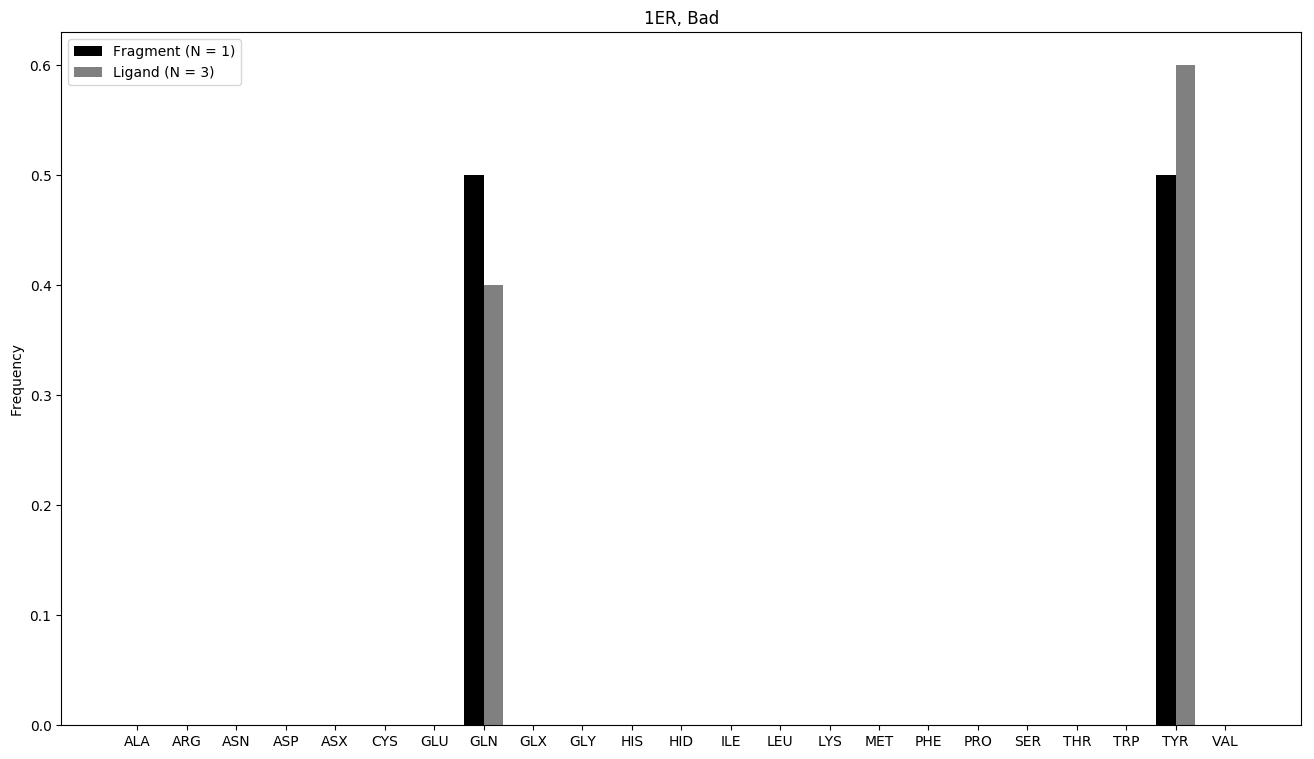 1ER, Bad
Fragment (N = 1)
Ligand (N = 3)
Frequency
0.6
0.5
0.4
0.3
0.2
0.1
0.0
ALA ARG ASN ASP ASX CYS GLU GLN GLX GLY HIS HID ILE LEU LYS MET PHE PRO SER THR TRP TYR VAL